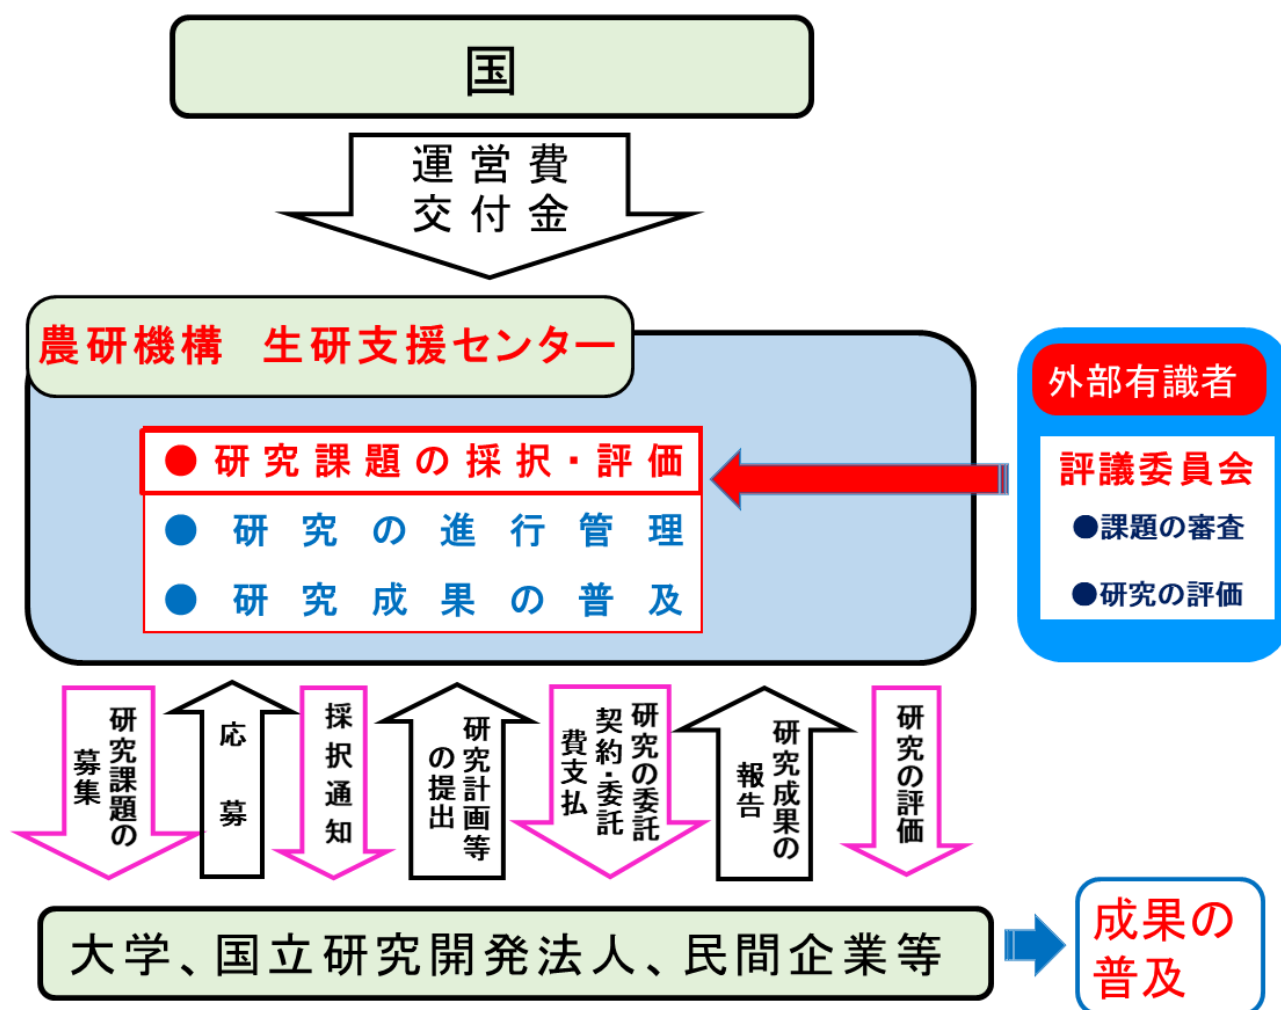 国
運営費
交付金
農研機構 生研支援センター
●研究課題の採択・評価
●研究の進行管理
●研究成果の普及
外部有識者
評議委員会
●課題の審査
●研究の評価
研究課題の
募集
応募
採択通知
研究計画等
の提出
研究の委託
契約・委託
費支払
研究成果の
報告
研究の評価
大学、国立研究開発法人、民間企業等
成果の
普及